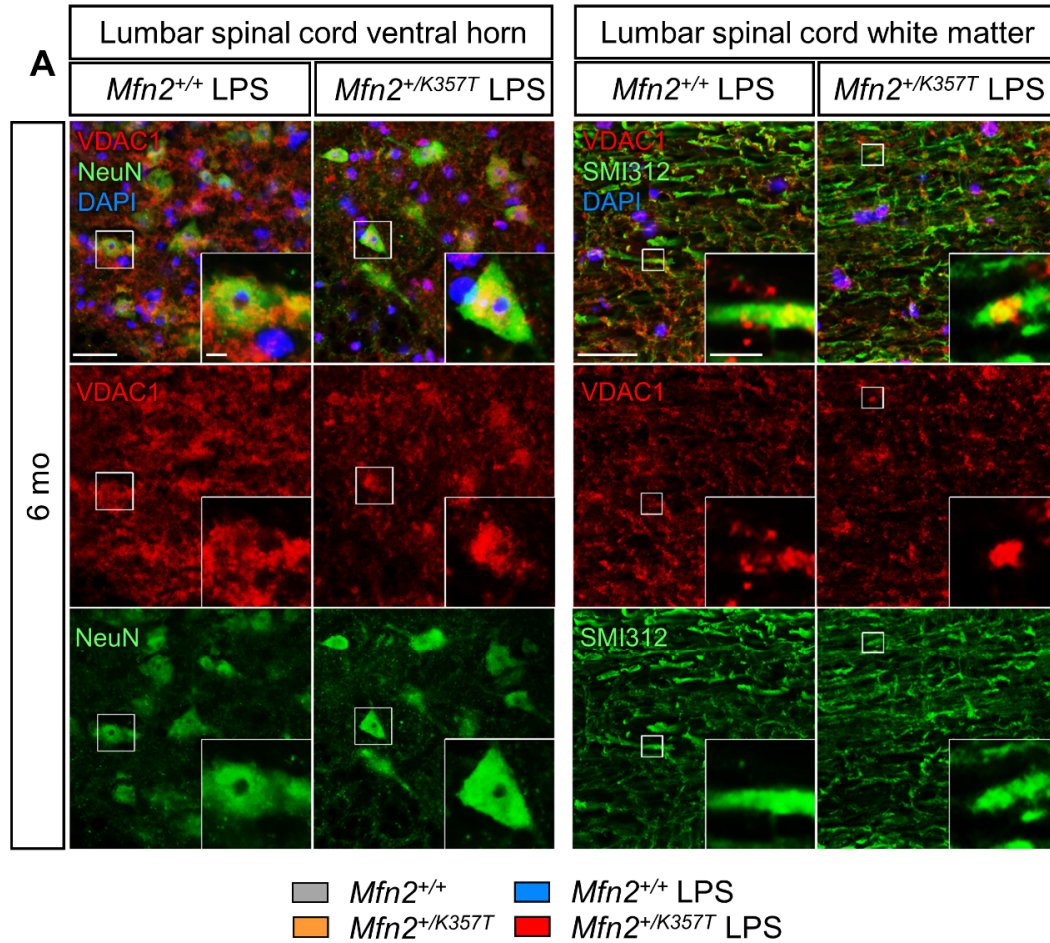 A
Lumbar spinal cord ventral horn
Lumbar spinal cord white matter
Mfn2+/+ LPS
Mfn2+/K357T LPS
Mfn2+/+ LPS
Mfn2+/K357T LPS
6 mo
VDAC1
NeuN
DAPI
VDAC1
SMI312
DAPI
VDAC1
VDAC1
NeuN
SMI312
Mfn2+/+
Mfn2+/+ LPS
Mfn2+/K357T
Mfn2+/K357T LPS